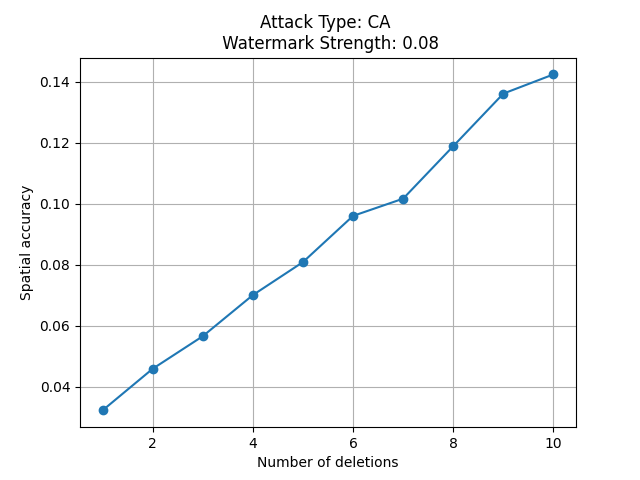 Attack Type: CA
Watermark Strength: 0.08
0.14
0.12
0.10
0.08
0.06
0.04
Spatial accuracy
2 4 6 8 10
Number of deletions